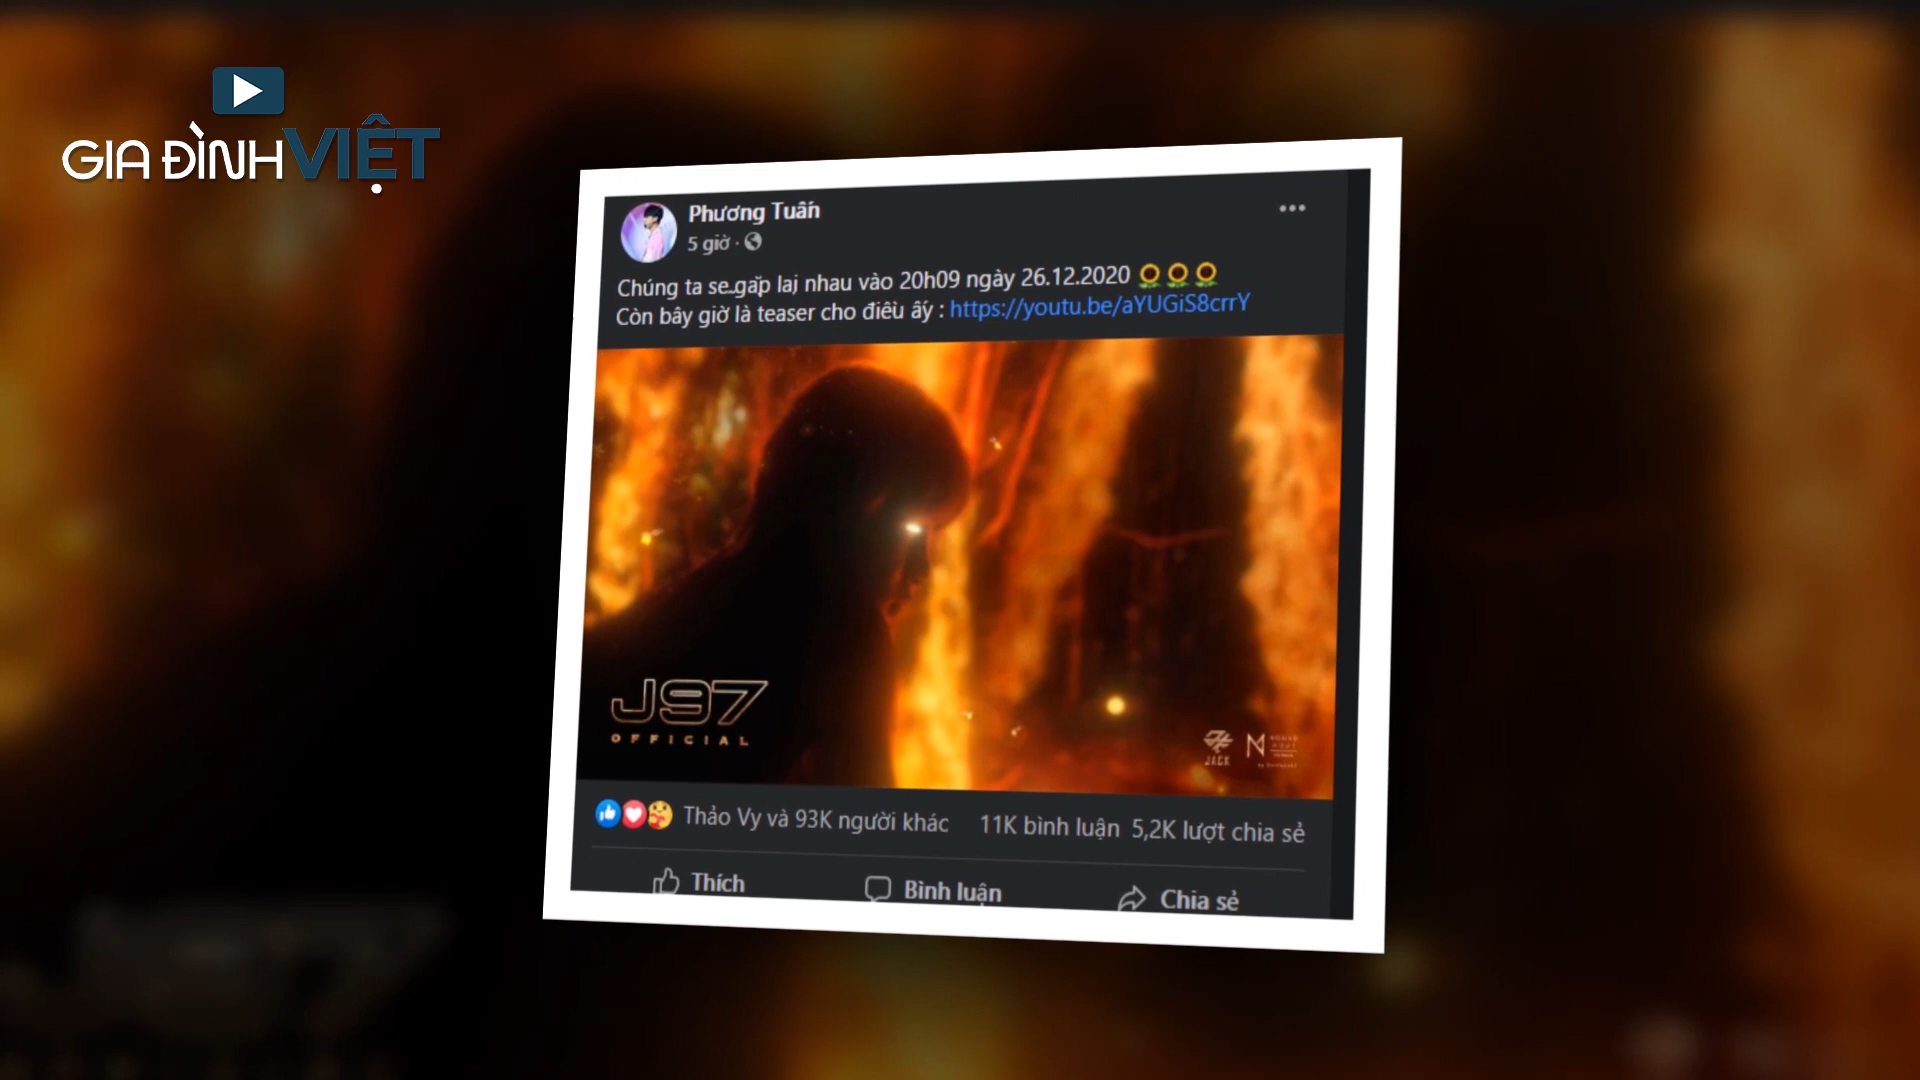 GIA ĐÌNH VIỆT
Phương Tuấn
5 giờ ·
Chúng ta sẽ gặp lại nhau vào 20h09 ngày 26.12.2020 🌻🌻🌻
Còn bây giờ là teaser cho điều ấy : https://youtu.be/aYUGiS8crrY
J97
OFFICIAL
JACK
Thảo Vy và 93K người khác 11K bình luận 5,2K lượt chia sẻ
Thích Bình luận Chia sẻ